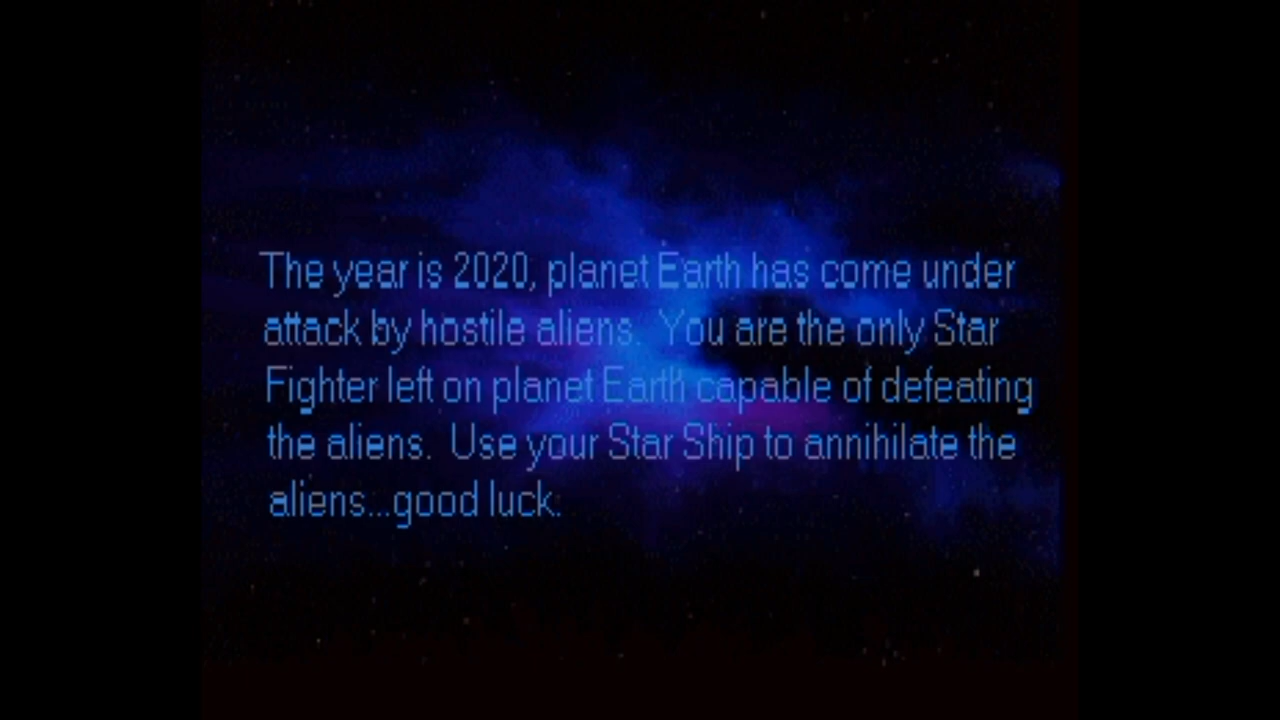 The year is 2020, planet Earth has come under
attack by hostile aliens.  You are the only Star
Fighter left on planet Earth capable of defeating
the aliens.  Use your Star Ship to annihilate the
aliens...good luck.